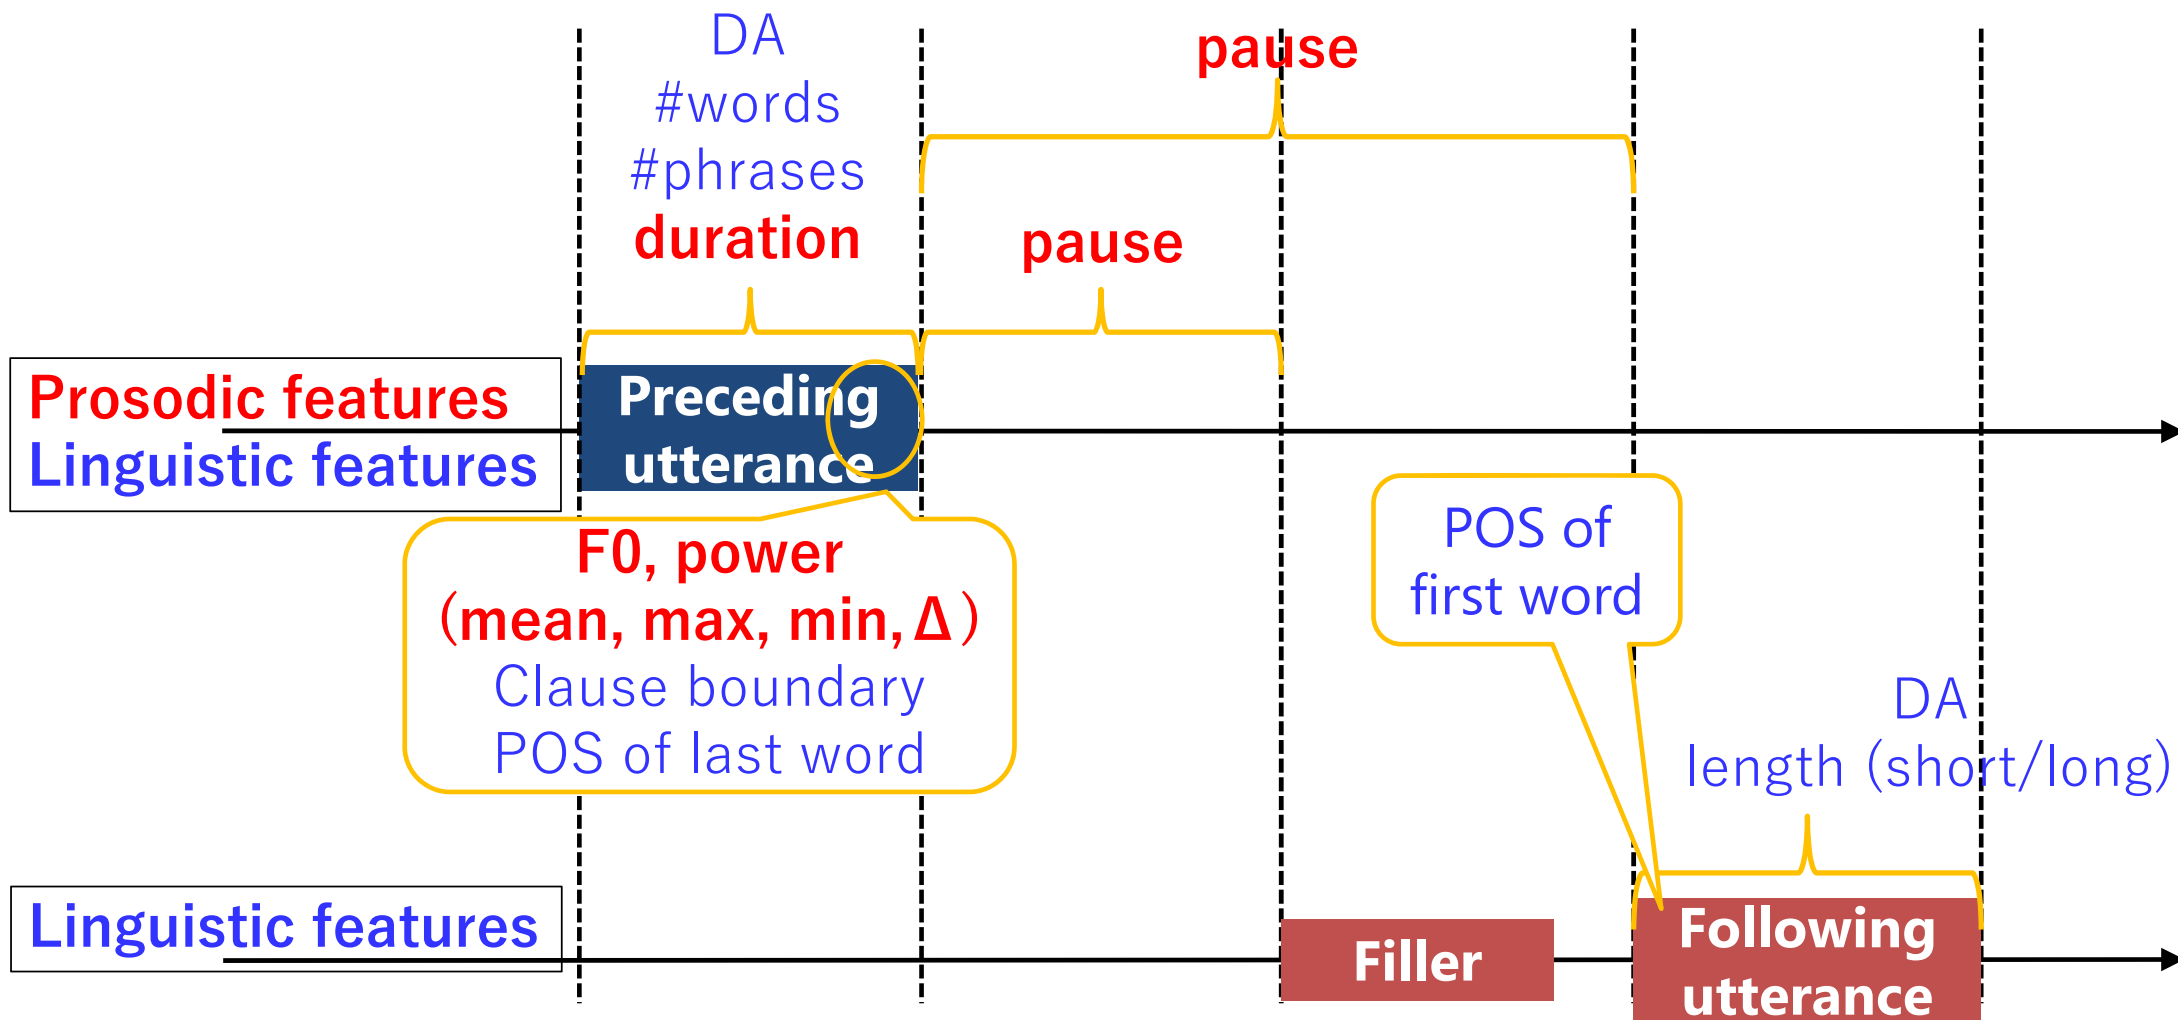 DA
#words
#phrases
duration
pause
pause
Prosodic features
Linguistic features
Preceding
utterance
F0, power
(mean, max, min, Δ)
Clause boundary
POS of last word
POS of
first word
DA
length (short/long)
Linguistic features
Filler
Following
utterance